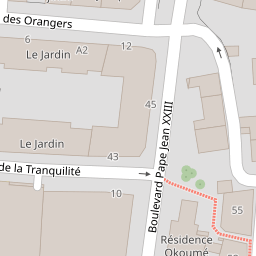 des Orangers
6
A2
12
Le Jardin
45
Boulevard Pape Jean XXIII
Le Jardin
43
de la Tranquilité
10
55
Résidence
Okoumé